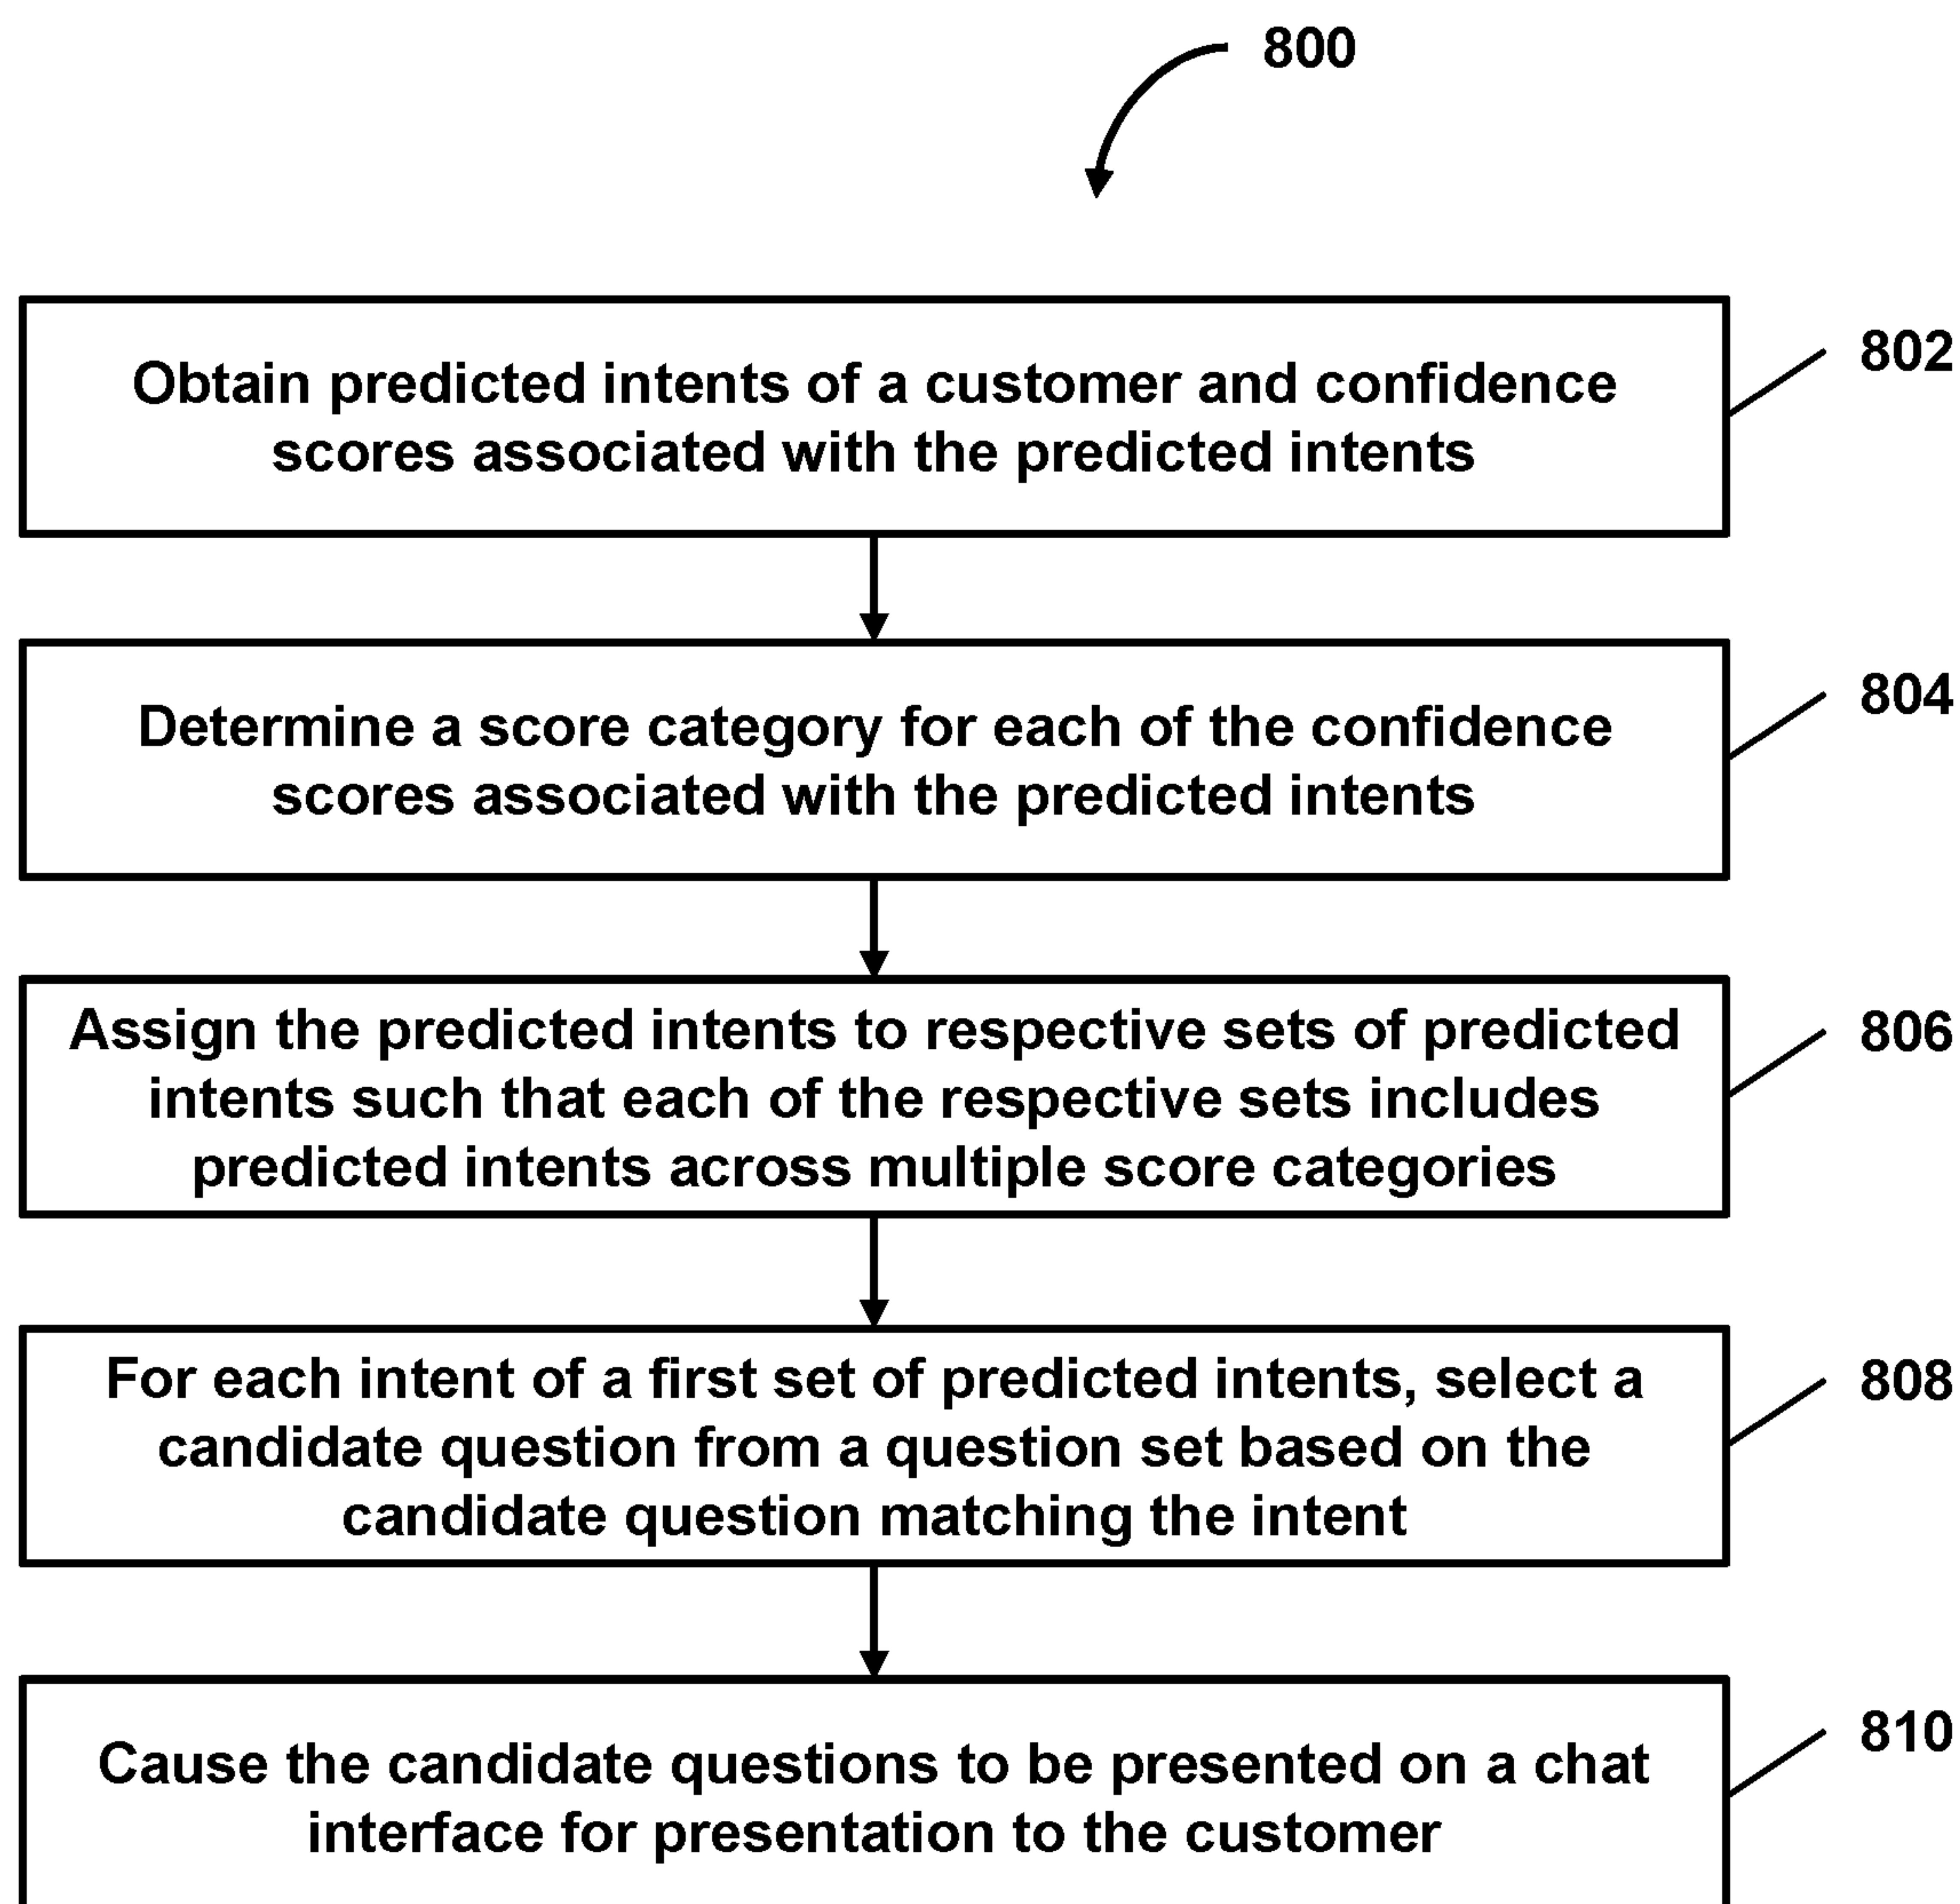 800
Obtain predicted intents of a customer and confidence
scores associated with the predicted intents
802
Determine a score category for each of the confidence
scores associated with the predicted intents
804
Assign the predicted intents to respective sets of predicted
intents such that each of the respective sets includes
predicted intents across multiple score categories
806
For each intent of a first set of predicted intents, select a
candidate question from a question set based on the
candidate question matching the intent
808
Cause the candidate questions to be presented on a chat
interface for presentation to the customer
810